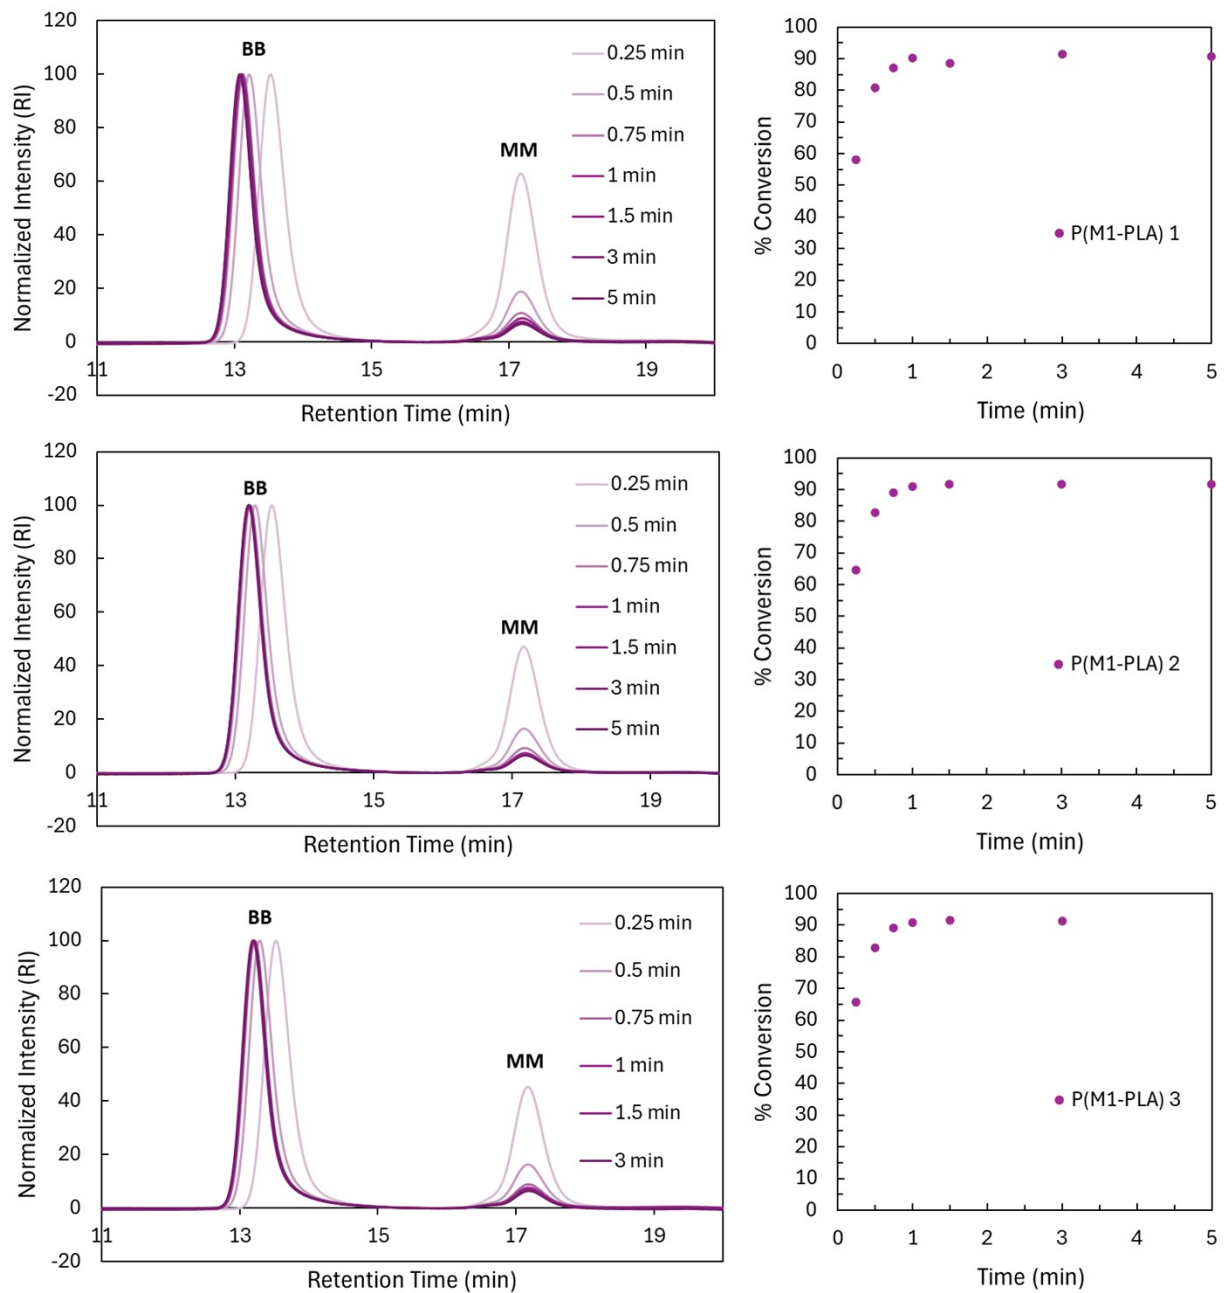 120
100
80
60
40
20
0
-20
Normalized Intensity (RI)
BB
MM
0.25 min
0.5 min
0.75 min
1 min
1.5 min
3 min
5 min
11 13 15 17 19
Retention Time (min)
100
90
80
70
60
50
40
30
20
10
0
% Conversion
P(M1-PLA) 1
0 1 2 3 4 5
Time (min)
120
100
80
60
40
20
0
-20
Normalized Intensity (RI)
BB
MM
0.25 min
0.5 min
0.75 min
1 min
1.5 min
3 min
5 min
11 13 15 17 19
Retention Time (min)
100
90
80
70
60
50
40
30
20
10
0
% Conversion
P(M1-PLA) 2
0 1 2 3 4 5
Time (min)
120
100
80
60
40
20
0
-20
Normalized Intensity (RI)
BB
MM
0.25 min
0.5 min
0.75 min
1 min
1.5 min
3 min
11 13 15 17 19
Retention Time (min)
100
90
80
70
60
50
40
30
20
10
0
% Conversion
P(M1-PLA) 3
0 1 2 3 4 5
Time (min)